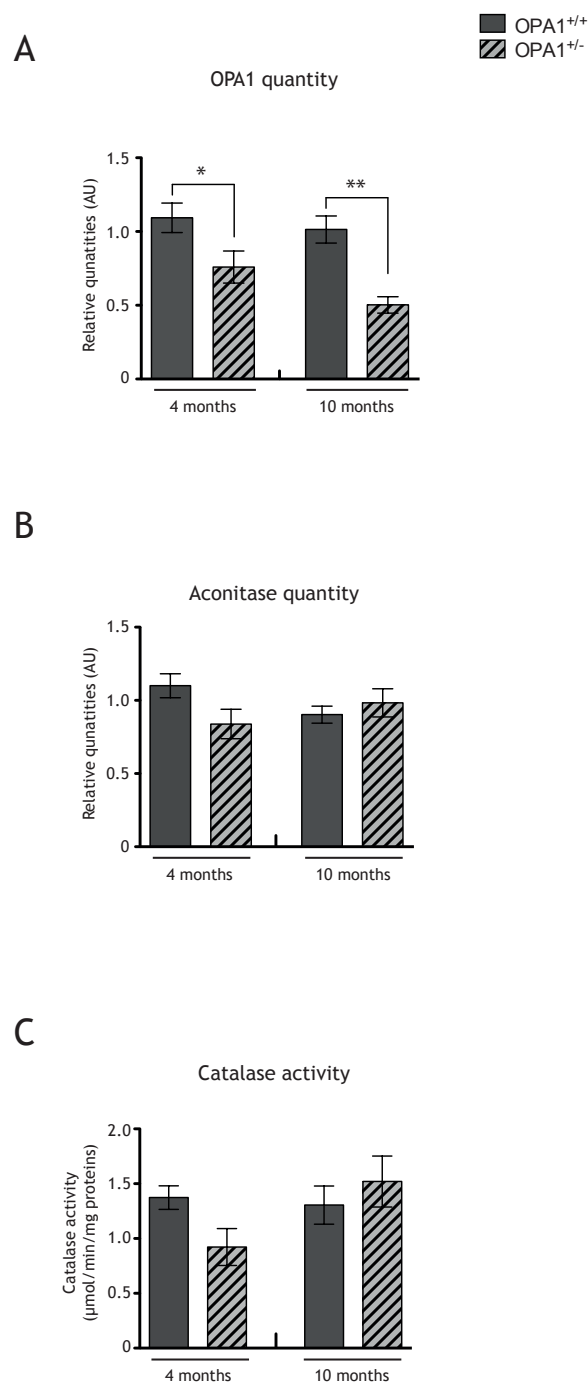 OPA1+/+
OPA1+/-
A
OPA1 quantity
Relative qunatities (AU)
1.5
1.0
0.5
0
*
**
4 months
10 months
B
Aconitase quantity
Relative qunatities (AU)
1.5
1.0
0.5
0
4 months
10 months
C
Catalase activity
Catalase activity
(µmol/min/mg proteins)
2.0
1.5
1.0
0.5
0
4 months
10 months